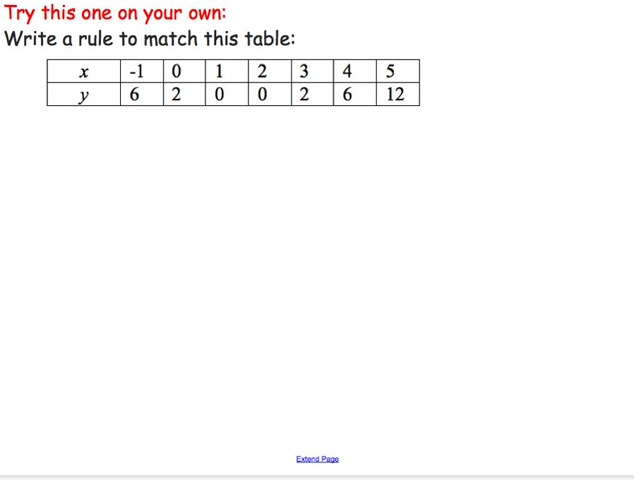 Try this one on your own:
Write a rule to match this table:
x -1 0 1 2 3 4 5
y 6 2 0 0 2 6 12
Extend Page